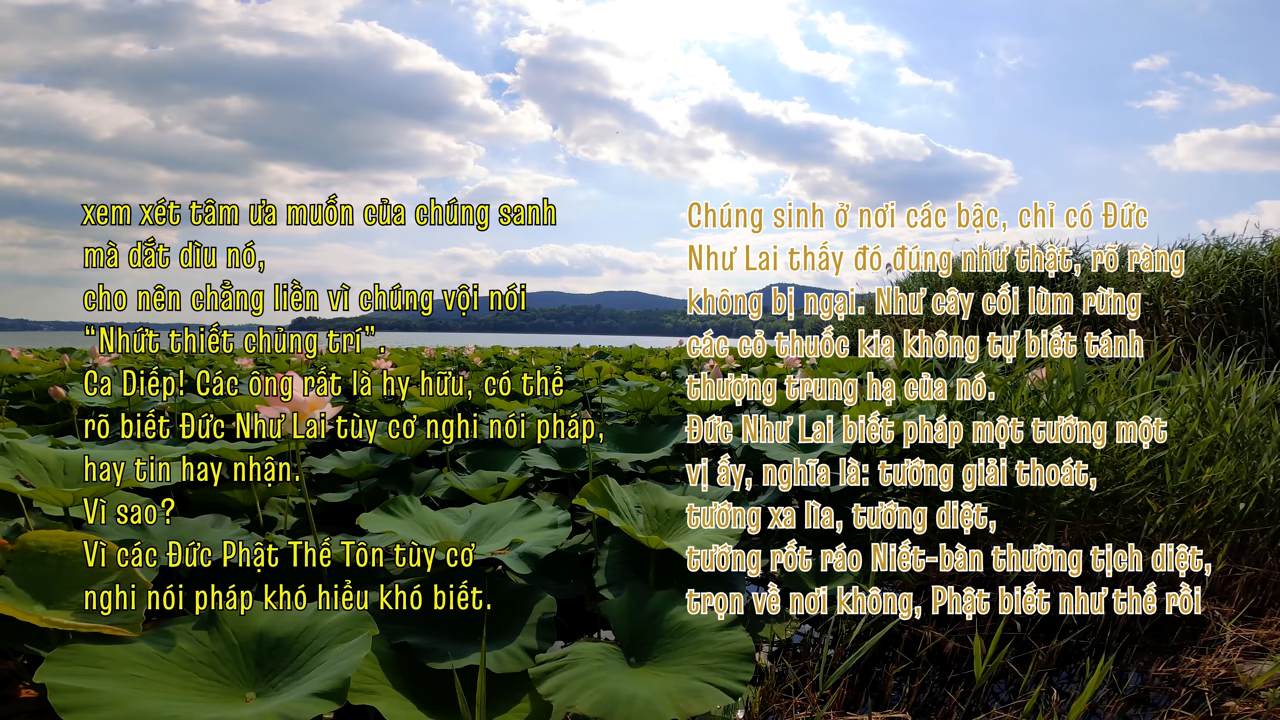 xem xét tâm ưa muốn của chúng sanh
mà dắt dìu nó,
cho nên chẳng liền vì chúng vội nói
“Nhứt thiết chủng trí”.
Ca Diếp! Các ông rất là hy hữu, có thể
rõ biết Đức Như Lai tùy cơ nghi nói pháp,
hay tin hay nhận.
Vì sao?
Vì các Đức Phật Thế Tôn tùy cơ
nghi nói pháp khó hiểu khó biết.
Chúng sinh ở nơi các bậc, chỉ có Đức
Như Lai thấy đó đúng như thật, rõ ràng
không bị ngại. Như cây cối lùm rừng
các cỏ thuốc kia không tự biết tánh
thượng trung hạ của nó.
Đức Như Lai biết pháp một tướng một
vị ấy, nghĩa là: tướng giải thoát,
tướng xa lìa, tướng diệt,
tướng rốt ráo Niết-bàn thường tịch diệt,
trọn về nơi không, Phật biết như thế rồi